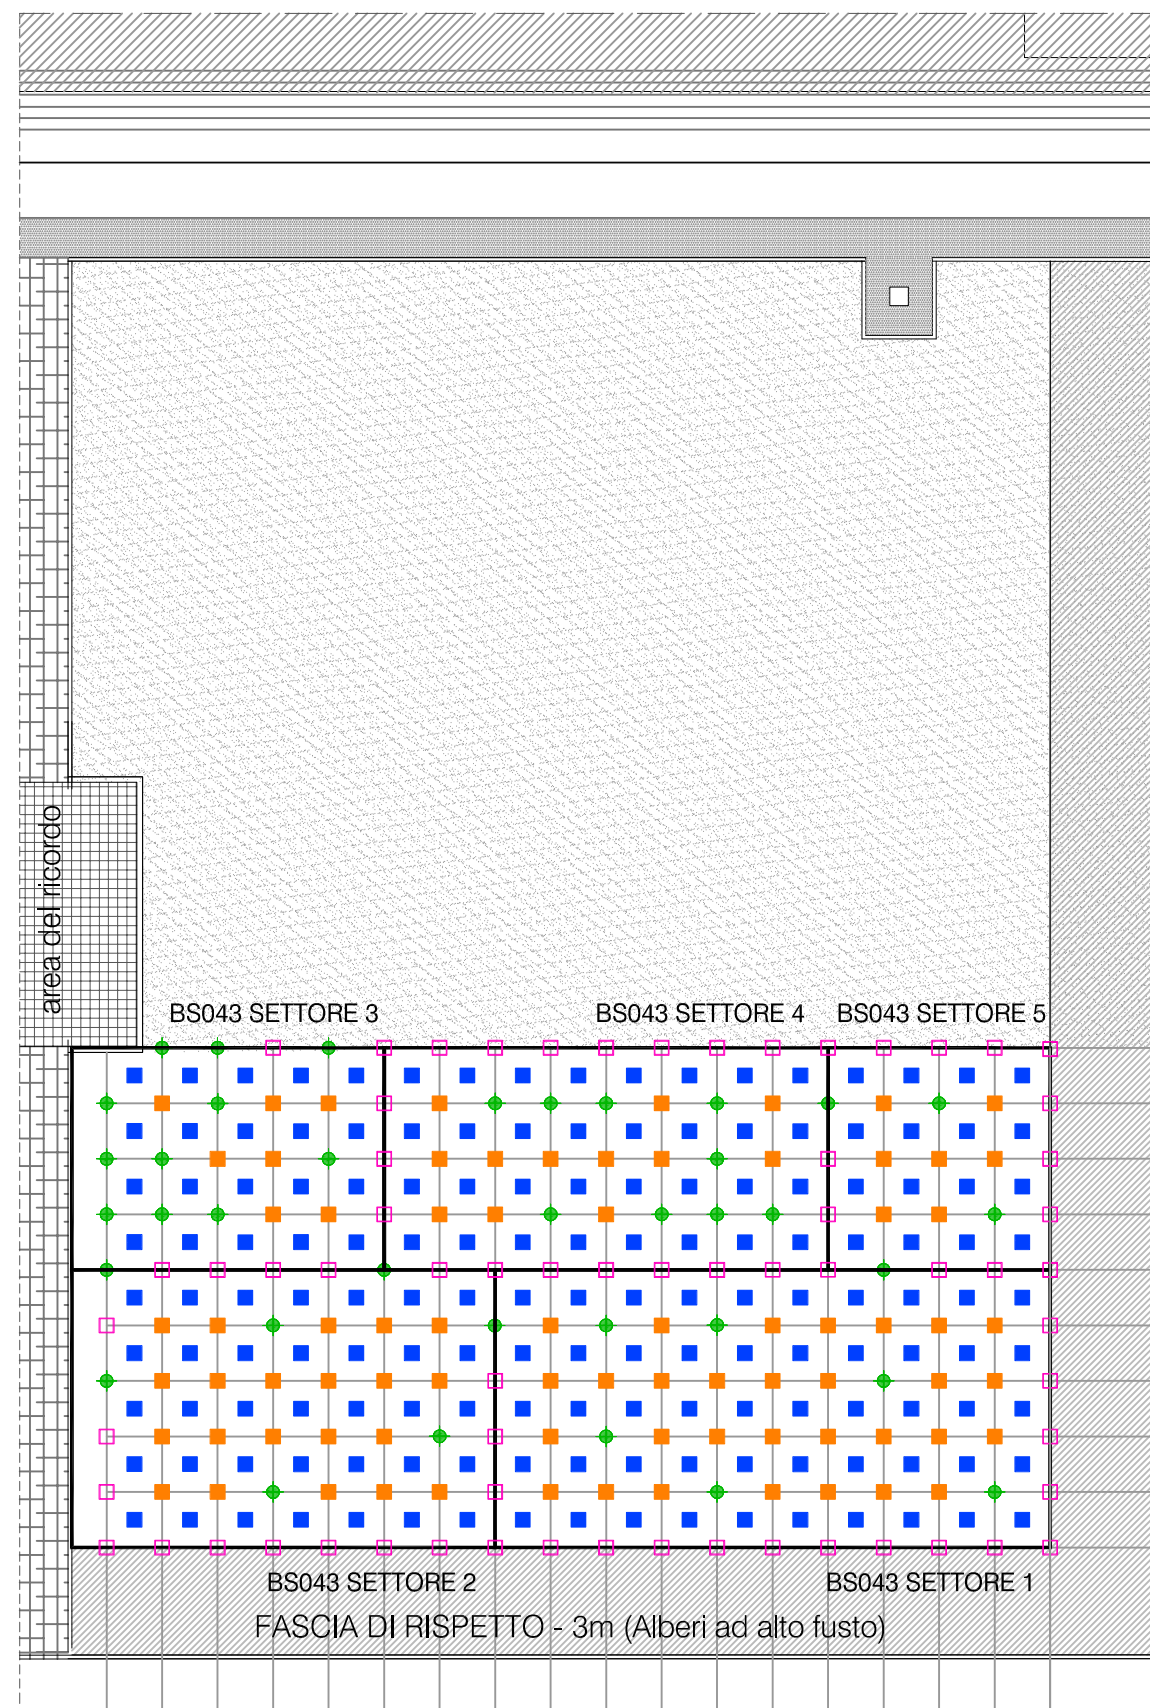 area del ricordo
BS043 SETTORE 3
BS043 SETTORE 4
BS043 SETTORE 5
BS043 SETTORE 2
BS043 SETTORE 1
FASCIA DI RISPETTO - 3m (Alberi ad alto fusto)